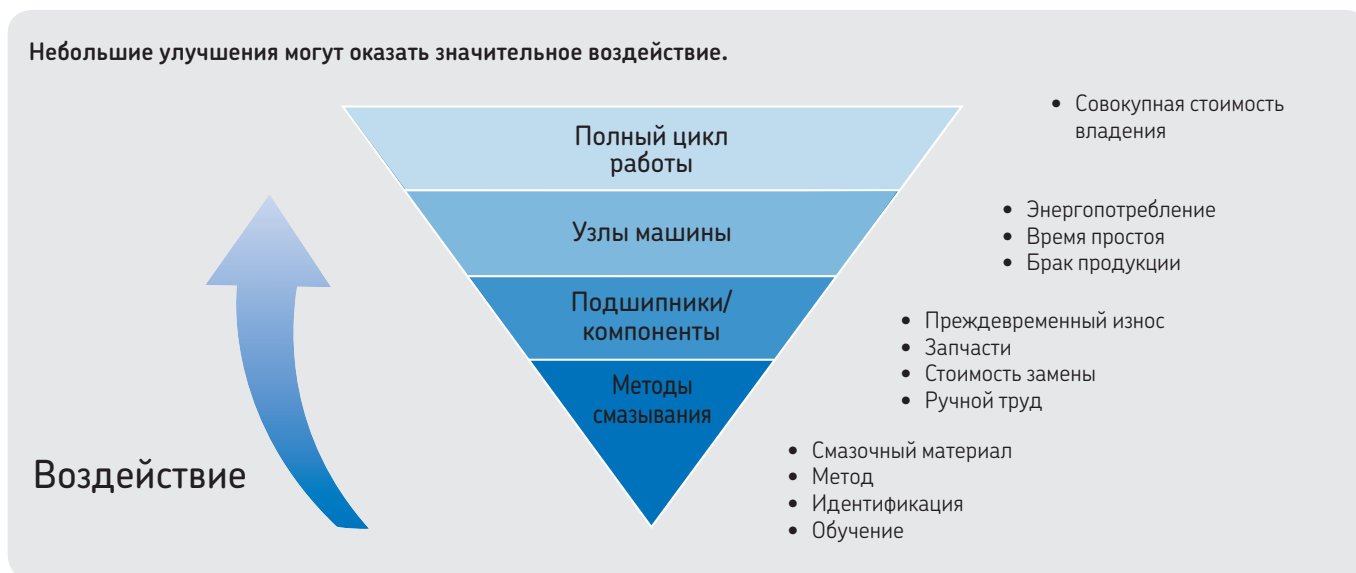 Небольшие улучшения могут оказать значительное воздействие.
Полный цикл
работы
• Совокупная стоимость
владения
Узлы машины
• Энергопотребление
• Время простоя
• Брак продукции
Подшипники/
компоненты
• Преждевременный износ
• Запчасти
• Стоимость замены
• Ручной труд
Методы
смазывания
• Смазочный материал
• Метод
• Идентификация
• Обучение
Воздействие